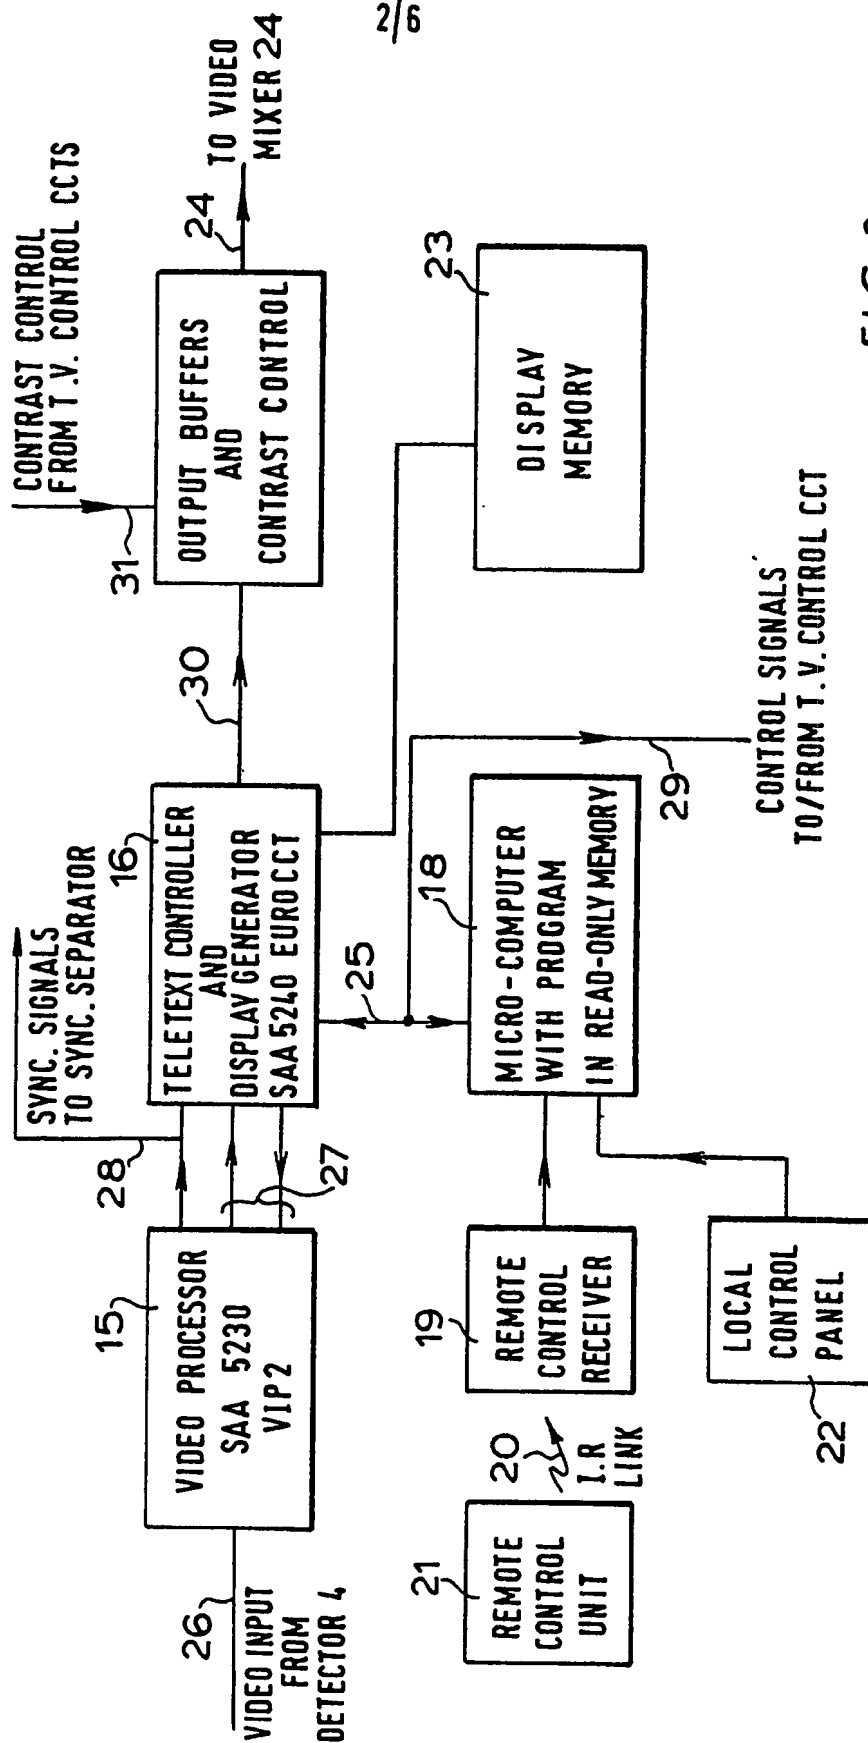 2/6
CONTRAST CONTROL
FROM T.V. CONTROL CCTS
SYNC. SIGNALS
TO SYNC. SEPARATOR
28
31
24
TO VIDEO
MIXER 24
26
VIDEO INPUT
FROM
DETECTOR 4
15
VIDEO PROCESSOR
SAA 5230
VIP2
27
16
TELETEXT CONTROLLER
AND
DISPLAY GENERATOR
SAA 5240 EURO CCT
30
OUTPUT BUFFERS
AND
CONTRAST CONTROL
25
23
DISPLAY
MEMORY
21
REMOTE
CONTROL
UNIT
20
I.R
LINK
19
REMOTE
CONTROL
RECEIVER
18
MICRO-COMPUTER
WITH PROGRAM
IN READ-ONLY MEMORY
29
CONTROL SIGNALS
TO/FROM T.V. CONTROL CCT
22
LOCAL
CONTROL
PANEL